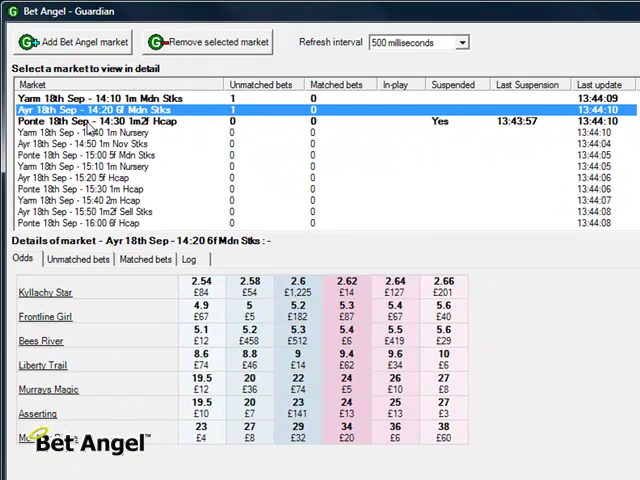 Bet Angel - Guardian
Add Bet Angel market
Remove selected market
Refresh interval
500 milliseconds
Select a market to view in detail
Market Unmatched bets Matched bets In-play Suspended Last Suspension Last update
Yarm 18th Sep - 14:10 1m Mdn Stks 1 0 13:44:09
Ayr 18th Sep - 14:20 6f Mdn Stks 1 0 13:44:10
Ponte 18th Sep - 14:30 1m2f Hcap 0 0 Yes 13:43:57 13:44:10
Yarm 18th Sep - 14:40 1m Nursery 0 0 13:44:10
Ayr 18th Sep - 14:50 1m Nov Stks 0 0 13:44:04
Ponte 18th Sep - 15:00 5f Mdn Stks 0 0 13:44:05
Yarm 18th Sep - 15:10 1m Nursery 0 0 13:44:05
Ayr 18th Sep - 15:20 5f Hcap 0 0 13:44:06
Ponte 18th Sep - 15:30 1m Hcap 0 0 13:44:06
Yarm 18th Sep - 15:40 2m Hcap 0 0 13:44:07
Ayr 18th Sep - 15:50 1m2f Sell Stks 0 0 13:44:08
Ponte 18th Sep - 16:00 6f Hcap 0 0 13:44:08
Details of market - Ayr 18th Sep - 14:20 6f Mdn Stks : -
Odds Unmatched bets Matched bets Log
2.54 2.58 2.6 2.62 2.64 2.66
Kyllachy Star £84 £54 £1,225 £14 £127 £201
4.9 5 5.2 5.3 5.4 5.6
Frontline Girl £67 £5 £182 £87 £67 £40
5.1 5.2 5.3 5.4 5.5 5.6
Bees River £12 £458 £512 £6 £419 £29
8.6 8.8 9 9.4 9.6 10
Liberty Trail £74 £46 £14 £62 £34 £6
19.5 20 22 24 26 27
Murrays Magic £12 £36 £74 £5 £10 £8
19.5 20 23 24 25 27
Asserting £10 £7 £141 £13 £13 £3
23 27 29 34 36 38
£4 £8 £32 £20 £6 £60
Bet Angel™